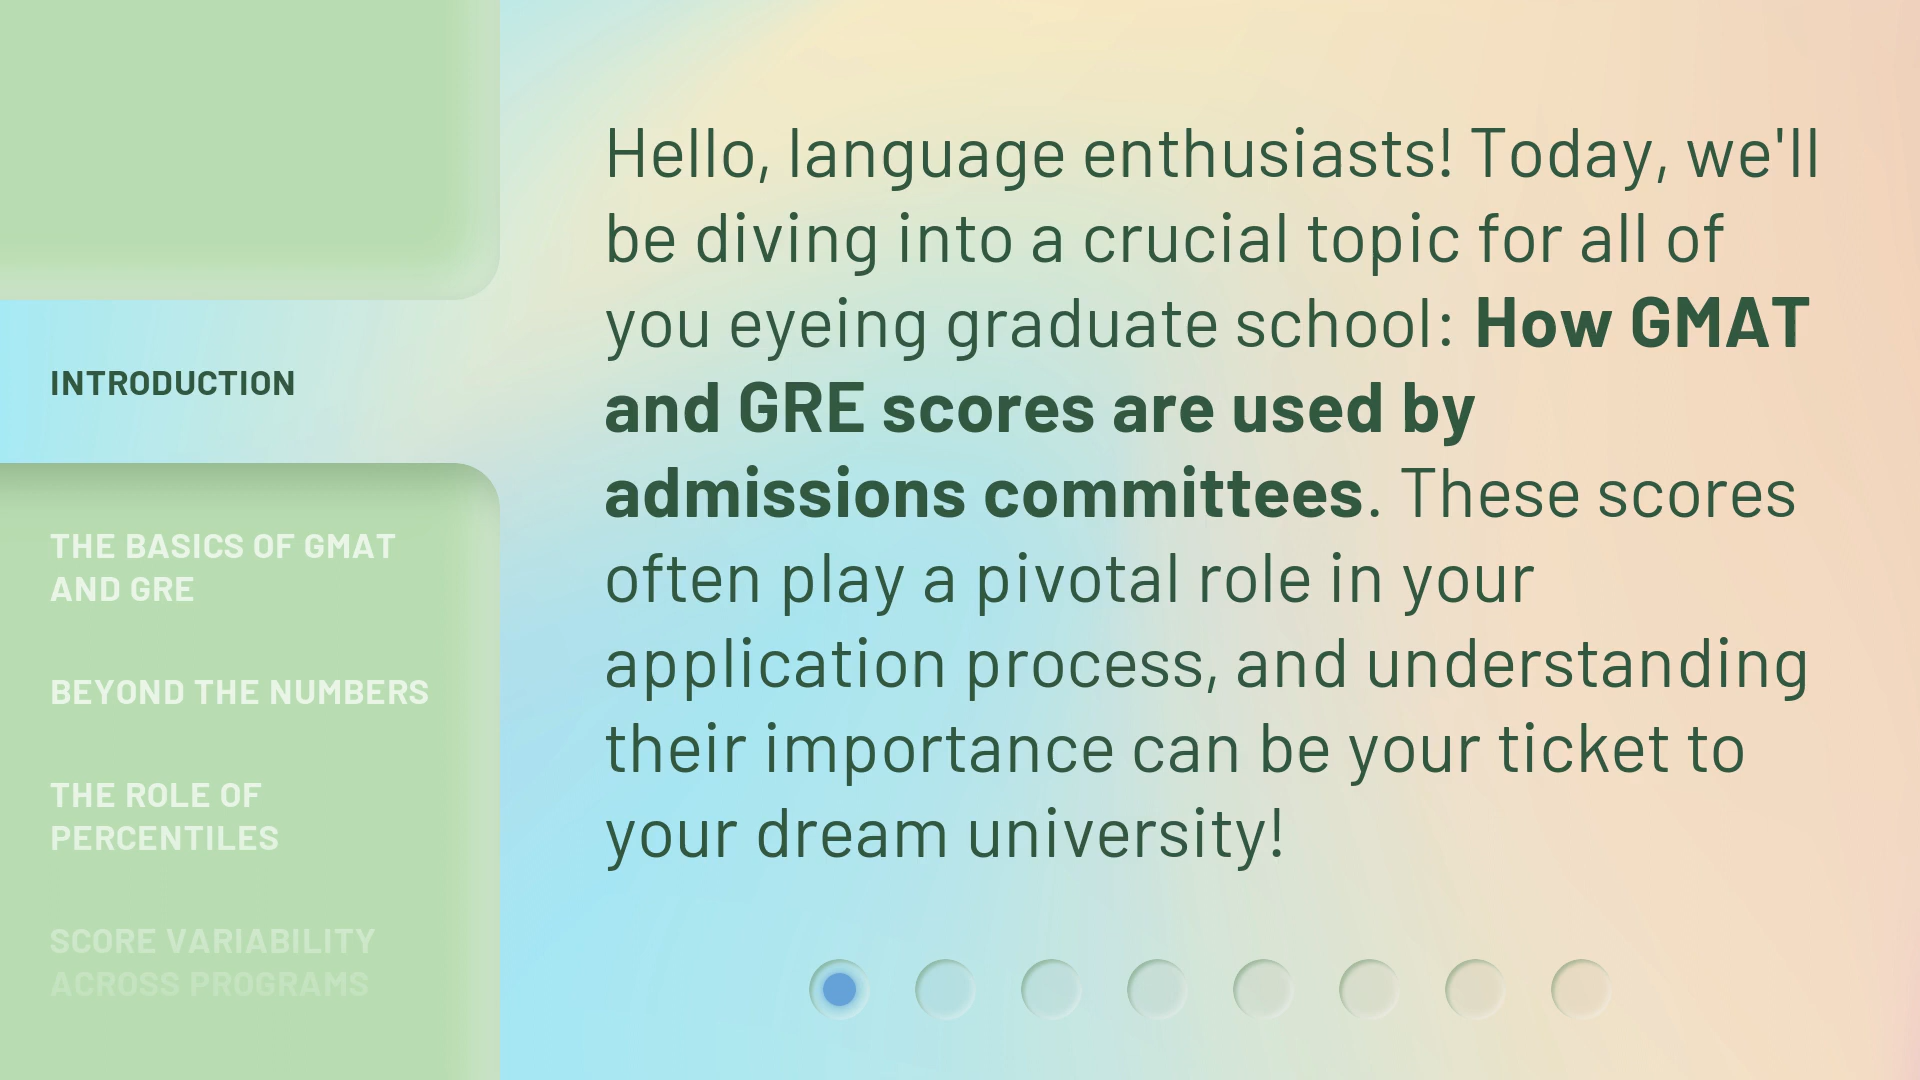 INTRODUCTION
THE BASICS OF GMAT
AND GRE
BEYOND THE NUMBERS
THE ROLE OF
PERCENTILES
SCORE VARIABILITY
ACROSS PROGRAMS
Hello, language enthusiasts! Today, we'll
be diving into a crucial topic for all of
you eyeing graduate school: How GMAT
and GRE scores are used by
admissions committees. These scores
often play a pivotal role in your
application process, and understanding
their importance can be your ticket to
your dream university!